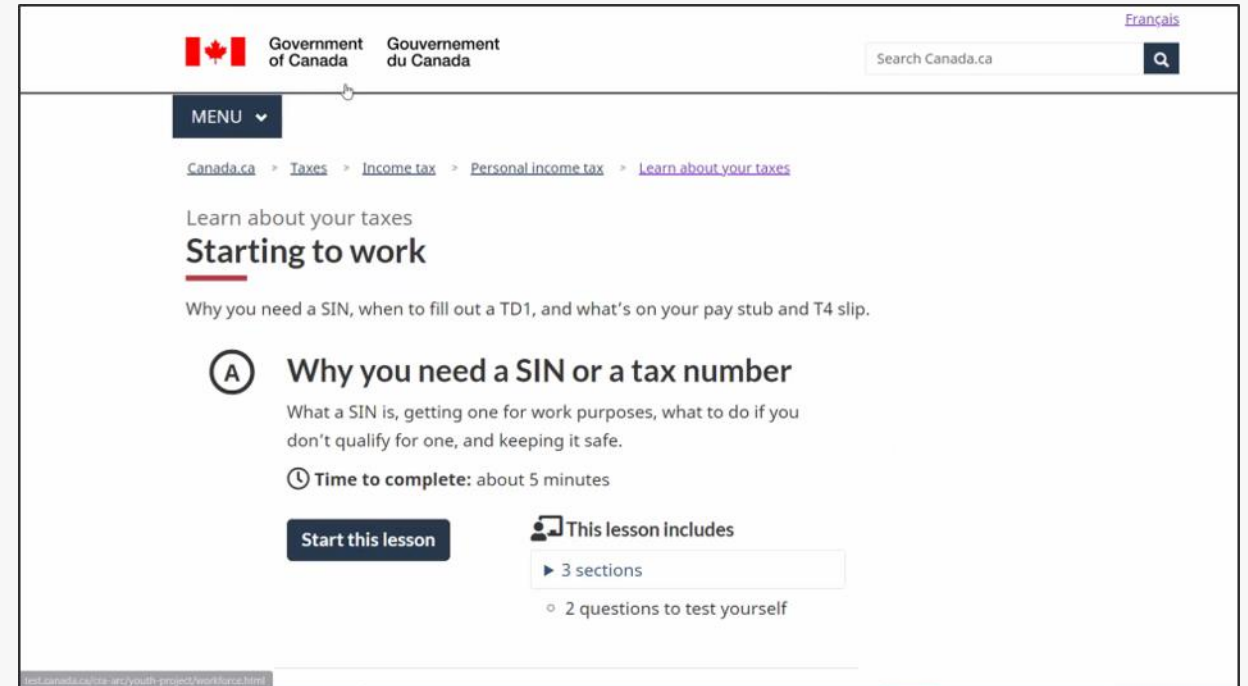 Français
Government of Canada
Gouvernement du Canada
Search Canada.ca
MENU
Canada.ca > Taxes > Income tax > Personal income tax > Learn about your taxes
Learn about your taxes
Starting to work
Why you need a SIN, when to fill out a TD1, and what's on your pay stub and T4 slip.
A
Why you need a SIN or a tax number
What a SIN is, getting one for work purposes, what to do if you
don't qualify for one, and keeping it safe.
Time to complete: about 5 minutes
Start this lesson
This lesson includes
▶ 3 sections
2 questions to test yourself
test.canada.ca/cra-arc/youth-project/workforce.html